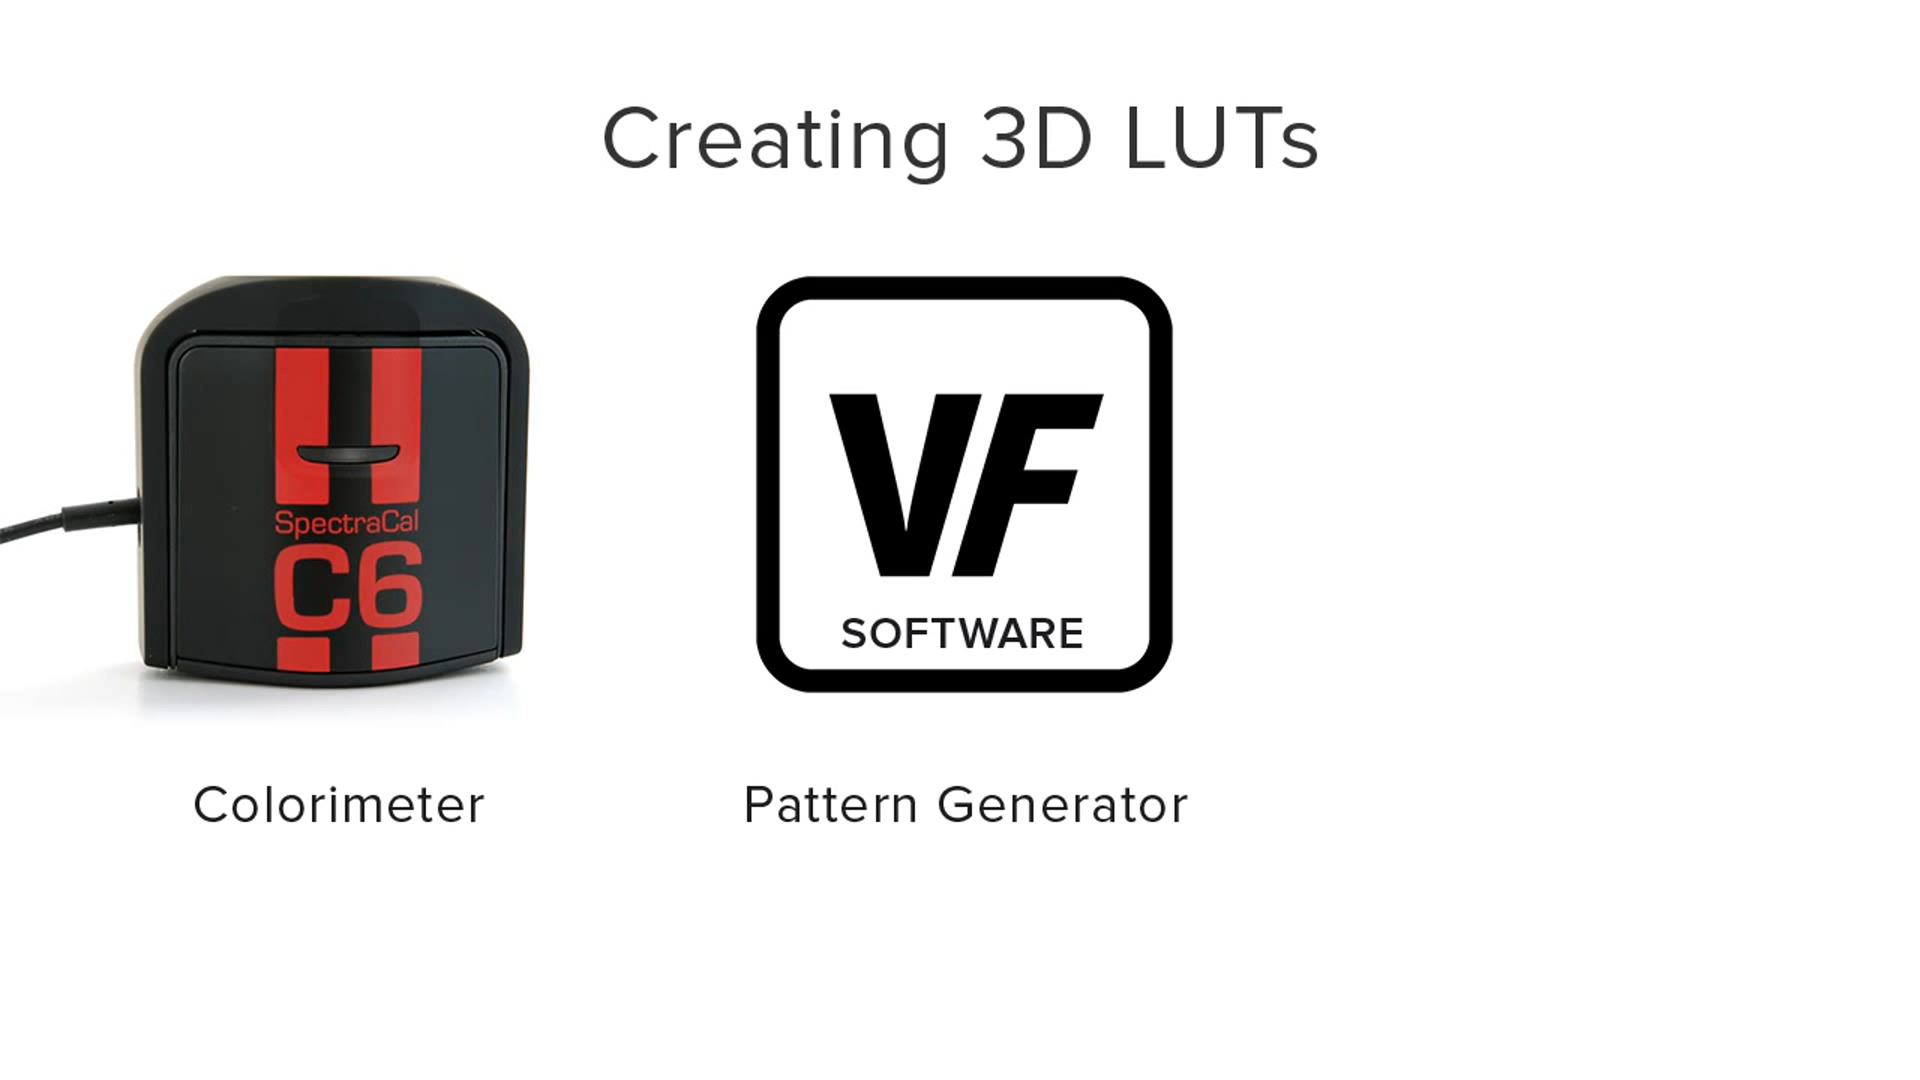 Creating 3D LUTs
SpectraCal
C6
VF
SOFTWARE
Colorimeter
Pattern Generator